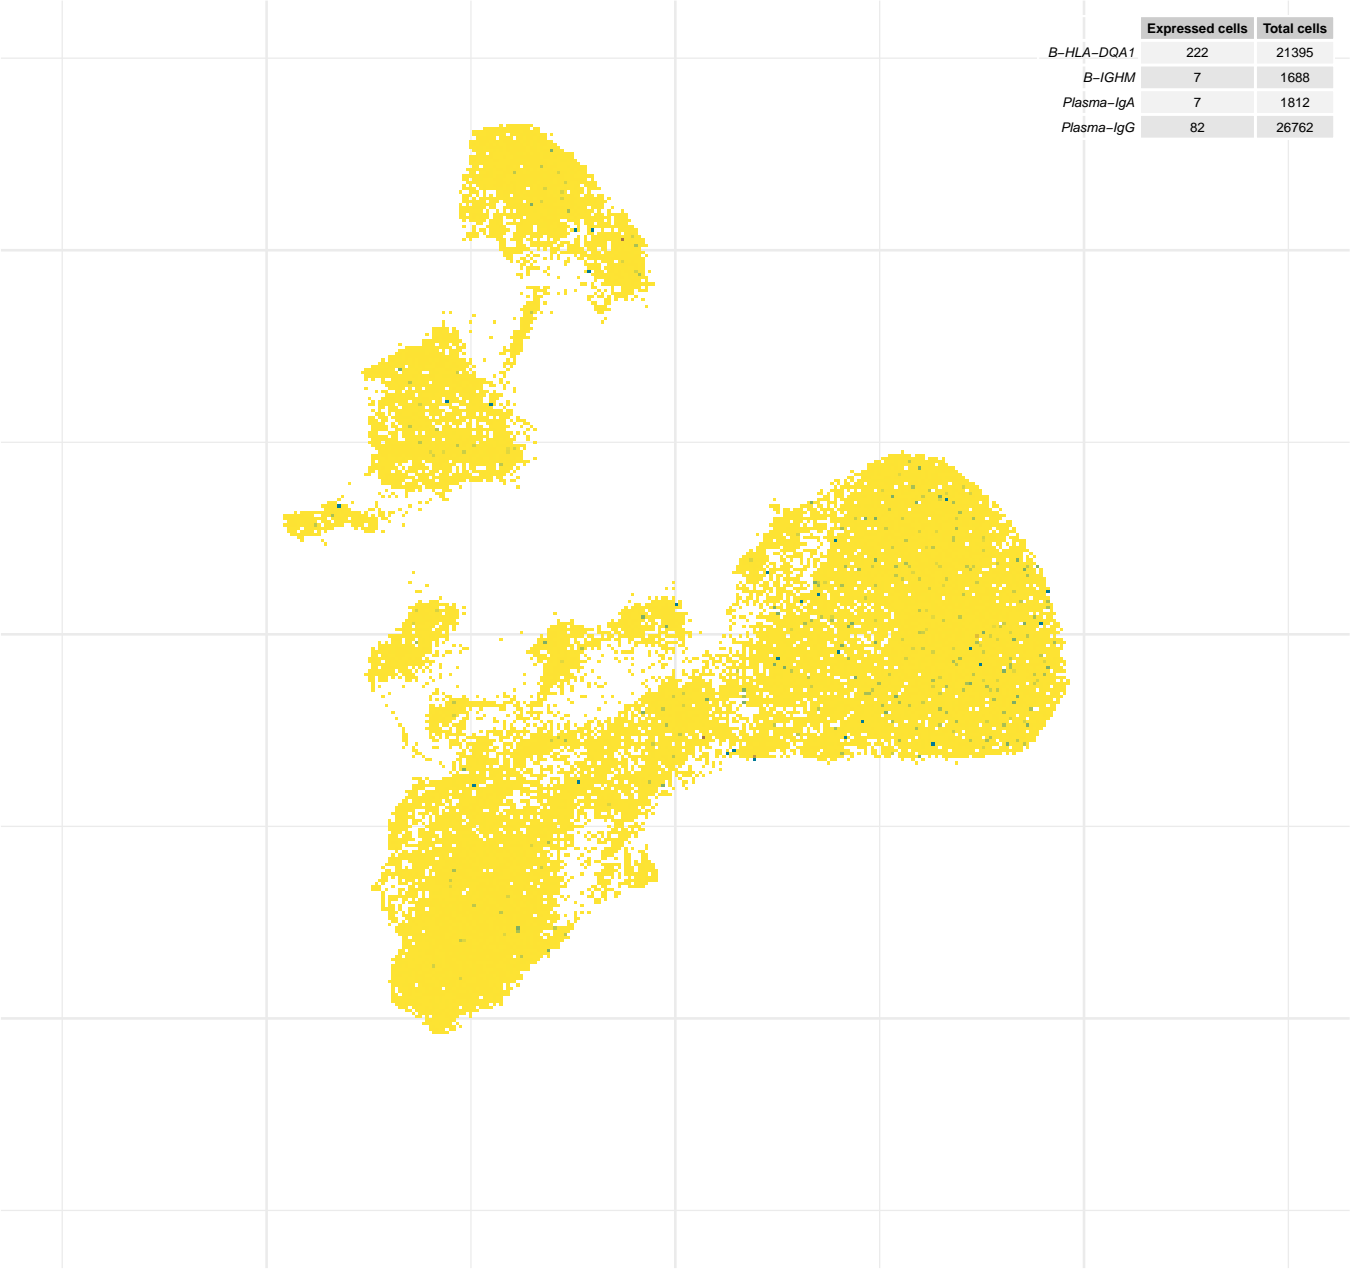 Expressed cells Total cells
B−HLA−DQA1 222 21395
B−IGHM 7 1688
Plasma−IgA 7 1812
Plasma−IgG 82 26762